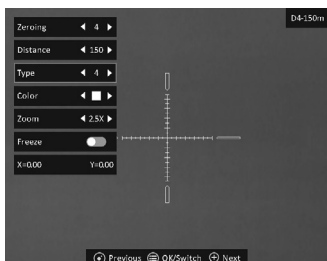 D4-150m
Zeroing 4
Distance 150
Type 4
Color
Zoom 2.5X
Freeze
X=0.00 Y=0.00
Previous OK/Switch Next